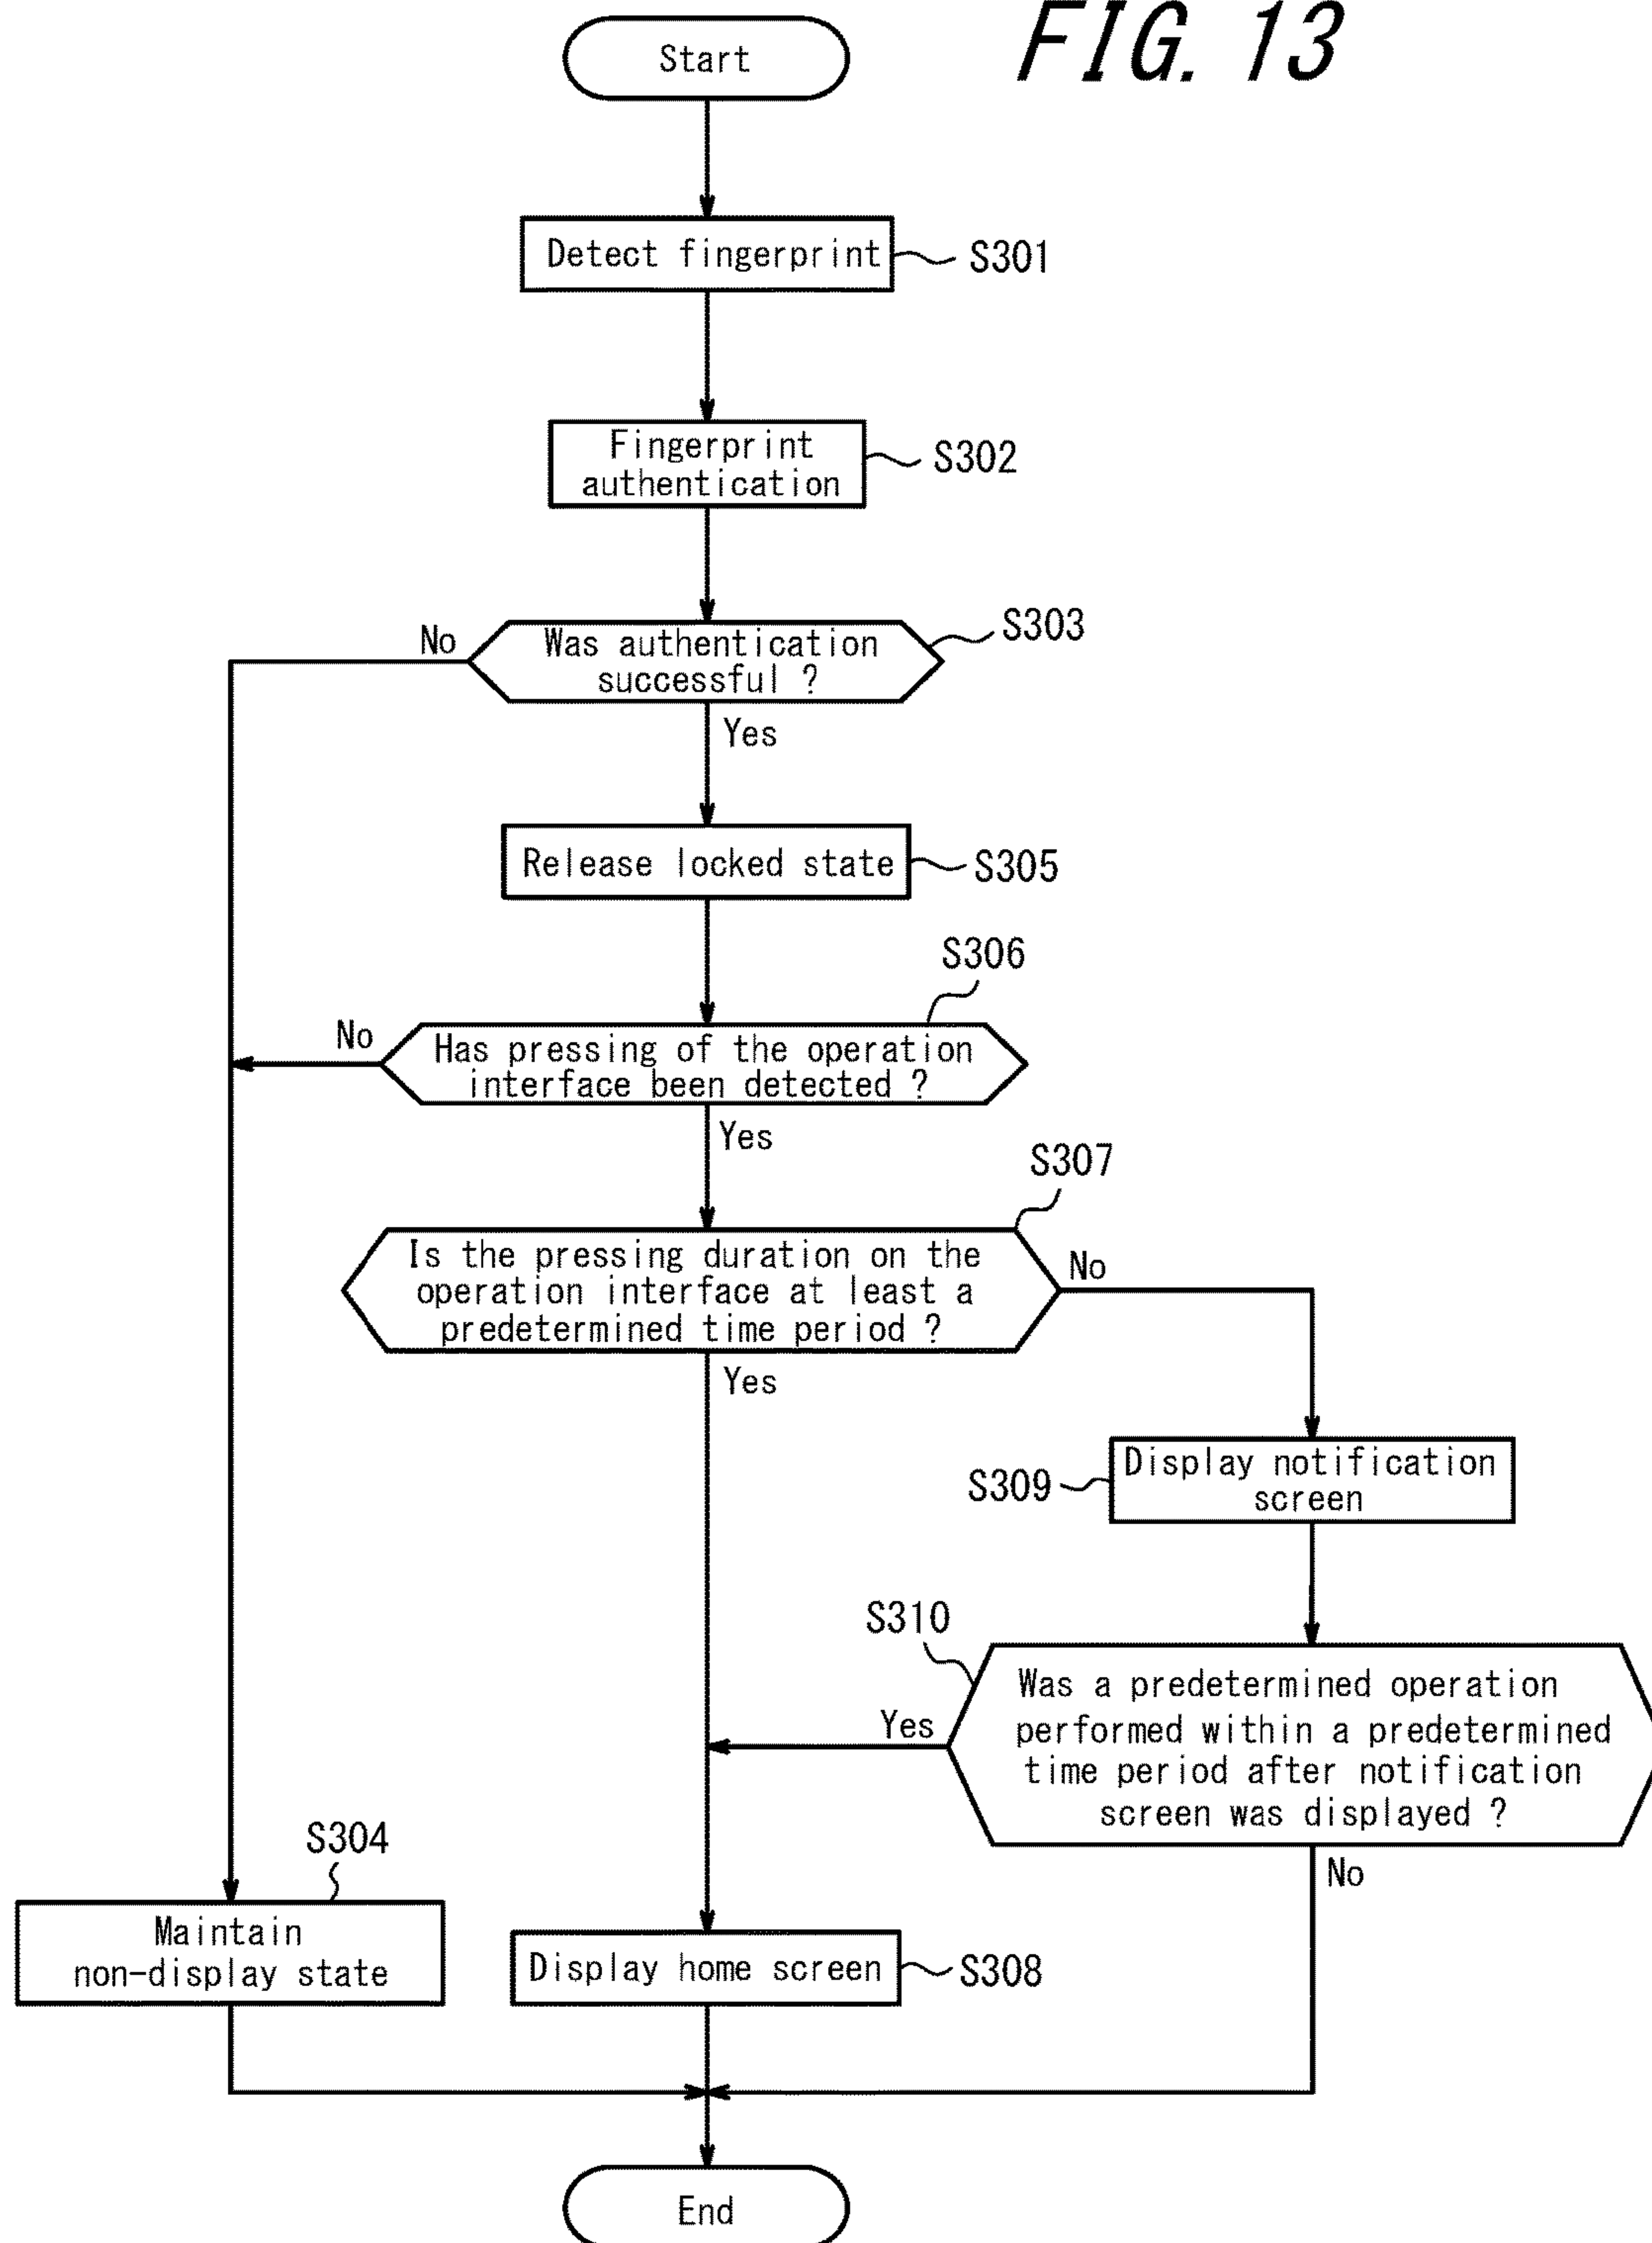 FIG. 13
Start
Detect fingerprint
S301
Fingerprint
authentication
S302
S303
No
Was authentication
successful ?
Yes
Release locked state
S305
S306
No
Has pressing of the operation
interface been detected ?
Yes
S307
Is the pressing duration on the
operation interface at least a
predetermined time period ?
No
Yes
S309
Display notification
screen
S310
Was a predetermined operation
performed within a predetermined
time period after notification
screen was displayed ?
Yes
No
S304
Maintain
non-display state
Display home screen
S308
End